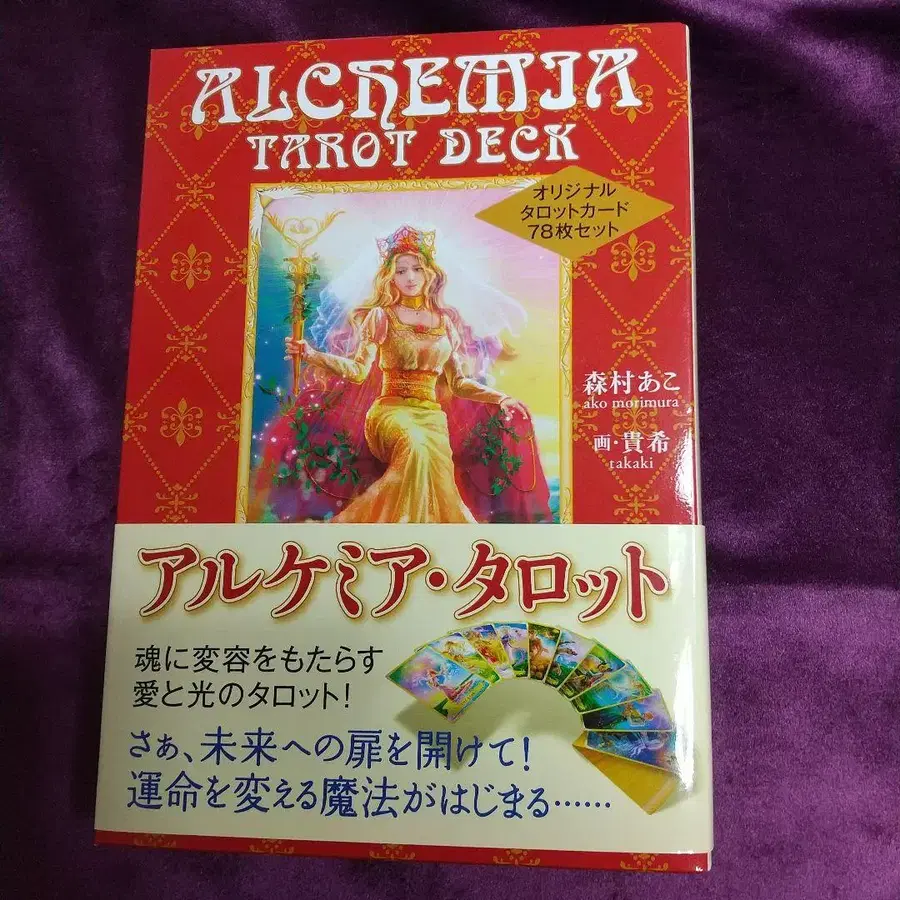 ALCHEMIA
TAROT DECK
オリジナル
タロットカード
78枚セット
森村あこ
ako morimura
画・貴希
takaki
アルケミア・タロット
魂に変容をもたらす
愛と光のタロット!
さぁ、未来への扉を開けて!
運命を変える魔法がはじまる……